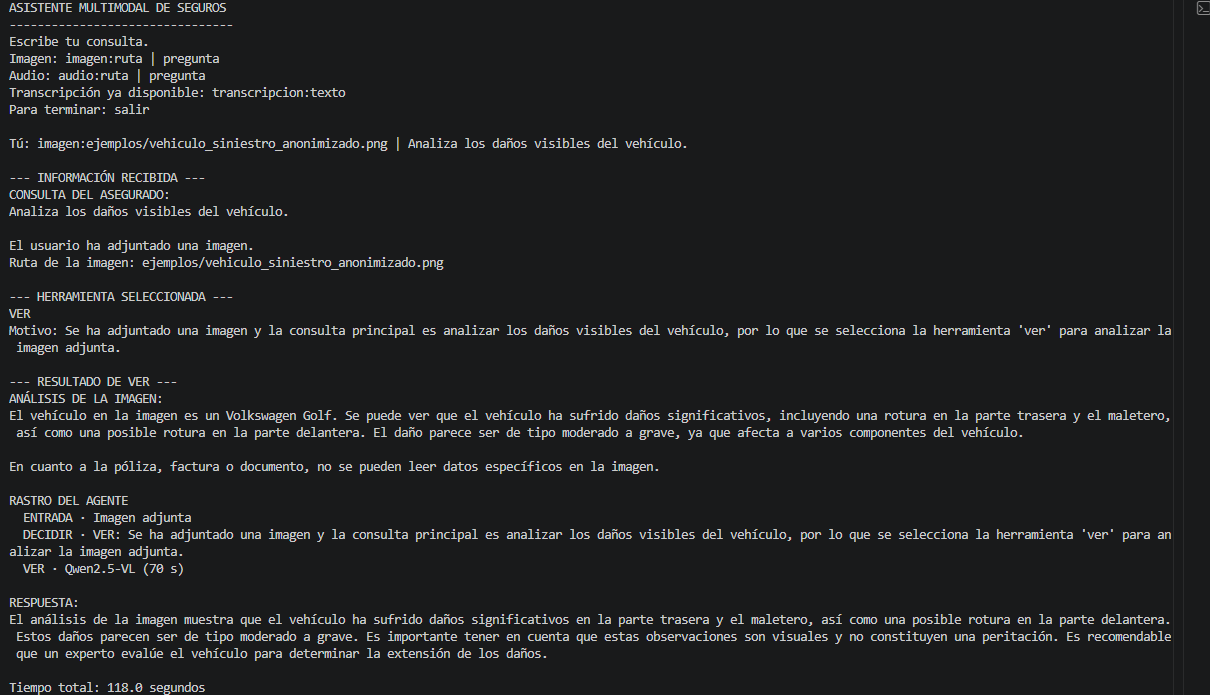 ASISTENTE MULTIMODAL DE SEGUROS
--------------------------------
Escribe tu consulta.
Imagen: imagen:ruta | pregunta
Audio: audio:ruta | pregunta
Transcripción ya disponible: transcripcion:texto
Para terminar: salir

Tú: imagen:ejemplos/vehiculo_siniestro_anonimizado.png | Analiza los daños visibles del vehículo.

--- INFORMACIÓN RECIBIDA ---
CONSULTA DEL ASEGURADO:
Analiza los daños visibles del vehículo.

El usuario ha adjuntado una imagen.
Ruta de la imagen: ejemplos/vehiculo_siniestro_anonimizado.png

--- HERRAMIENTA SELECCIONADA ---
VER
Motivo: Se ha adjuntado una imagen y la consulta principal es analizar los daños visibles del vehículo, por lo que se selecciona la herramienta 'ver' para analizar la
imagen adjunta.

--- RESULTADO DE VER ---
ANÁLISIS DE LA IMAGEN:
El vehículo en la imagen es un Volkswagen Golf. Se puede ver que el vehículo ha sufrido daños significativos, incluyendo una rotura en la parte trasera y el maletero,
así como una posible rotura en la parte delantera. El daño parece ser de tipo moderado a grave, ya que afecta a varios componentes del vehículo.

En cuanto a la póliza, factura o documento, no se pueden leer datos específicos en la imagen.

RASTRO DEL AGENTE
ENTRADA · Imagen adjunta
DECIDIR · VER: Se ha adjuntado una imagen y la consulta principal es analizar los daños visibles del vehículo, por lo que se selecciona la herramienta 'ver' para an
alizar la imagen adjunta.
VER · Qwen2.5-VL (70 s)

RESPUESTA:
El análisis de la imagen muestra que el vehículo ha sufrido daños significativos en la parte trasera y el maletero, así como una posible rotura en la parte delantera.
Estos daños parecen ser de tipo moderado a grave. Es importante tener en cuenta que estas observaciones son visuales y no constituyen una peritación. Es recomendable
que un experto evalúe el vehículo para determinar la extensión de los daños.

Tiempo total: 118.0 segundos